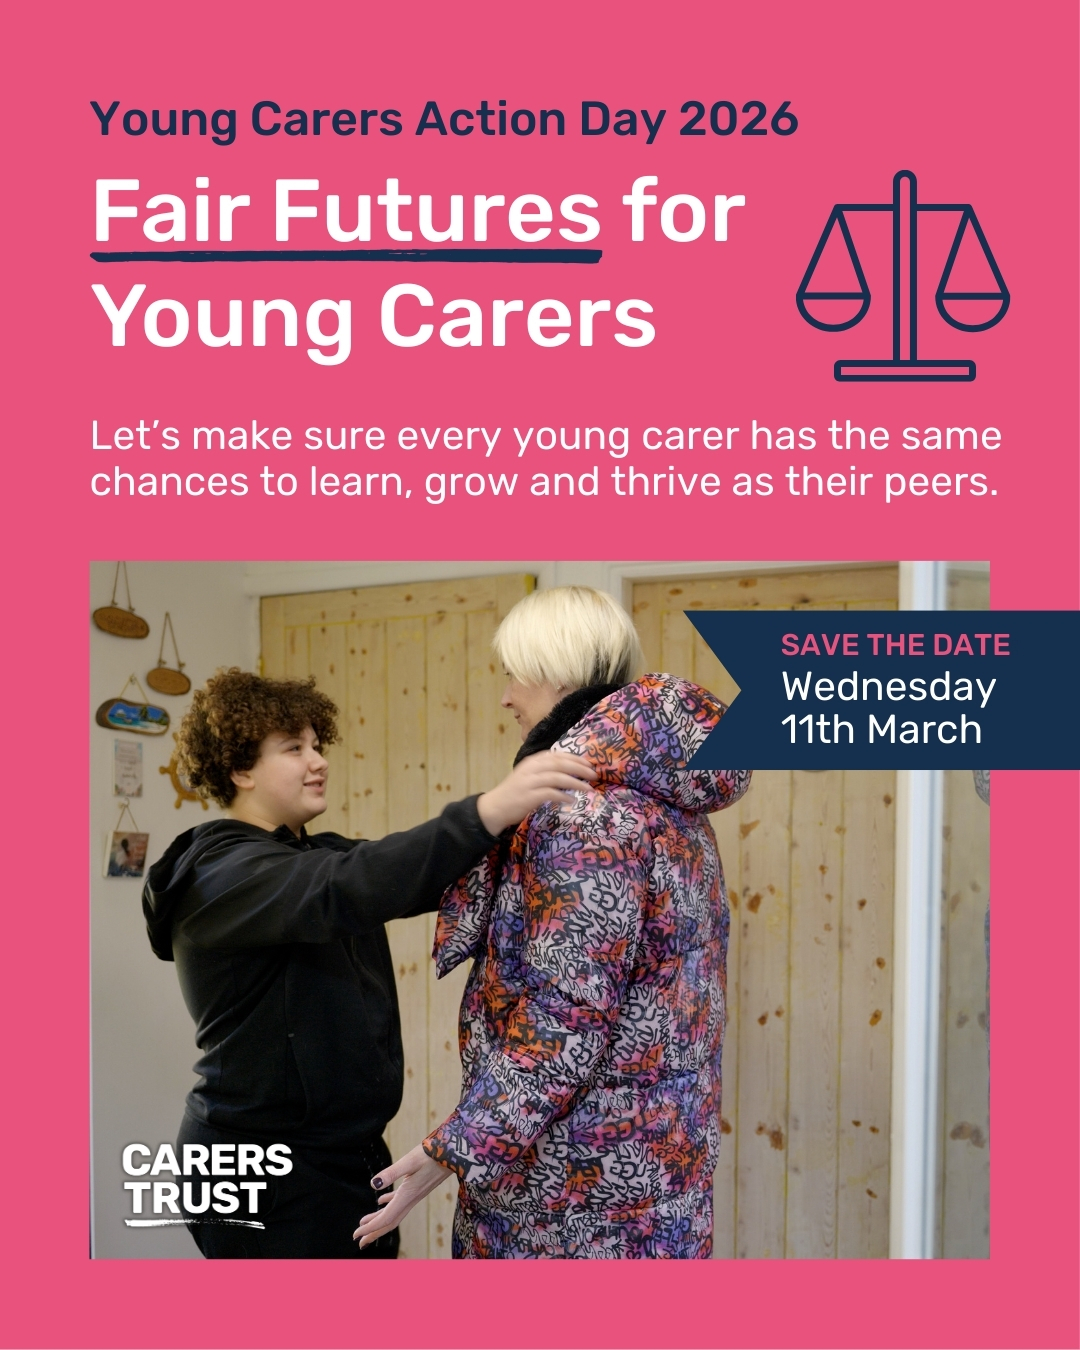 Young Carers Action Day 2026
Fair Futures for
Young Carers
Let’s make sure every young carer has the same
chances to learn, grow and thrive as their peers.
SAVE THE DATE
Wednesday
11th March
CARERS
TRUST